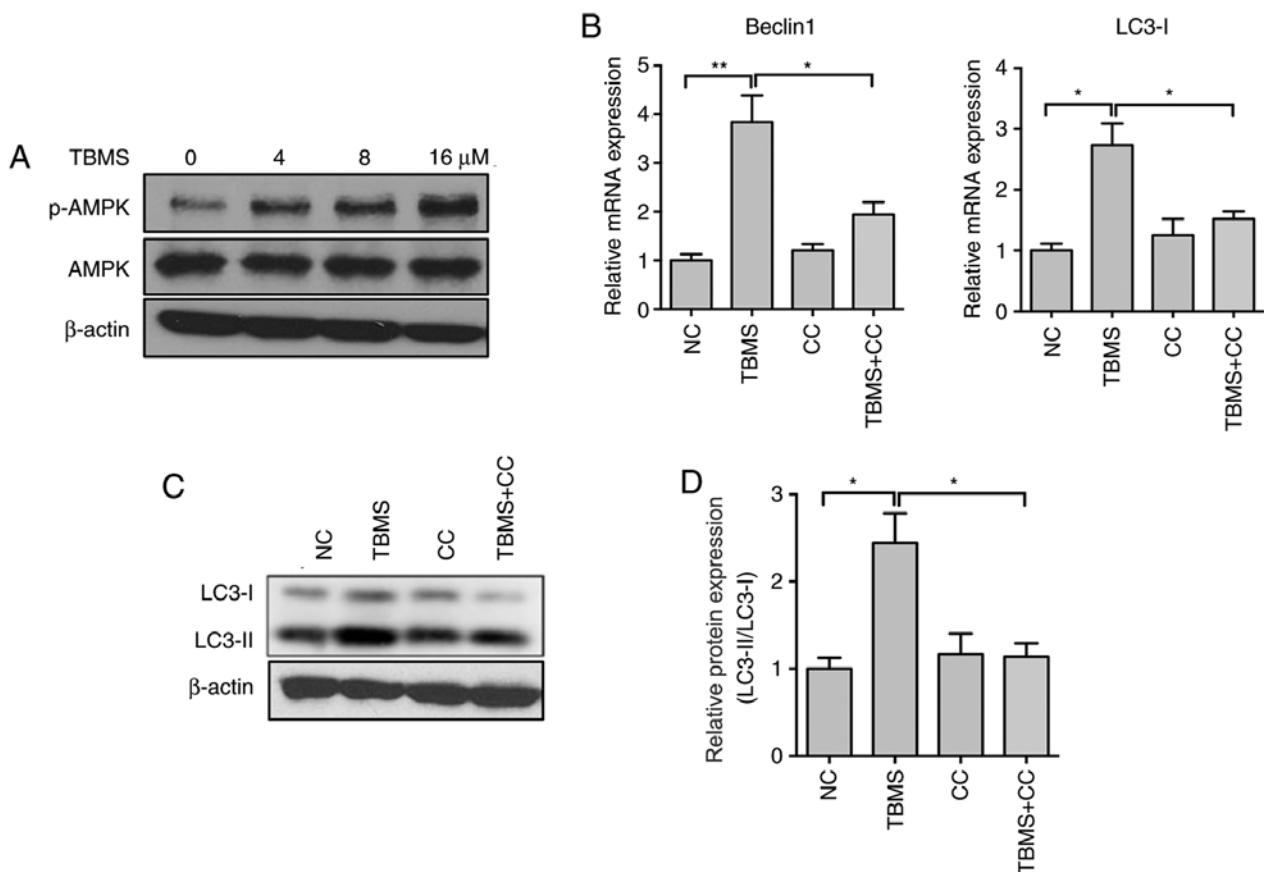 A
TBMS 0 4 8 16 μM
p-AMPK
AMPK
β-actin
B
Beclin1
Relative mRNA expression
5
4
3
2
1
0
**
*
NC
TBMS
CC
TBMS+CC
LC3-I
Relative mRNA expression
4
3
2
1
0
*
*
NC
TBMS
CC
TBMS+CC
C
NC
TBMS
CC
TBMS+CC
LC3-I
LC3-II
β-actin
D
Relative protein expression
(LC3-II/LC3-I)
3
2
1
0
*
*
NC
TBMS
CC
TBMS+CC